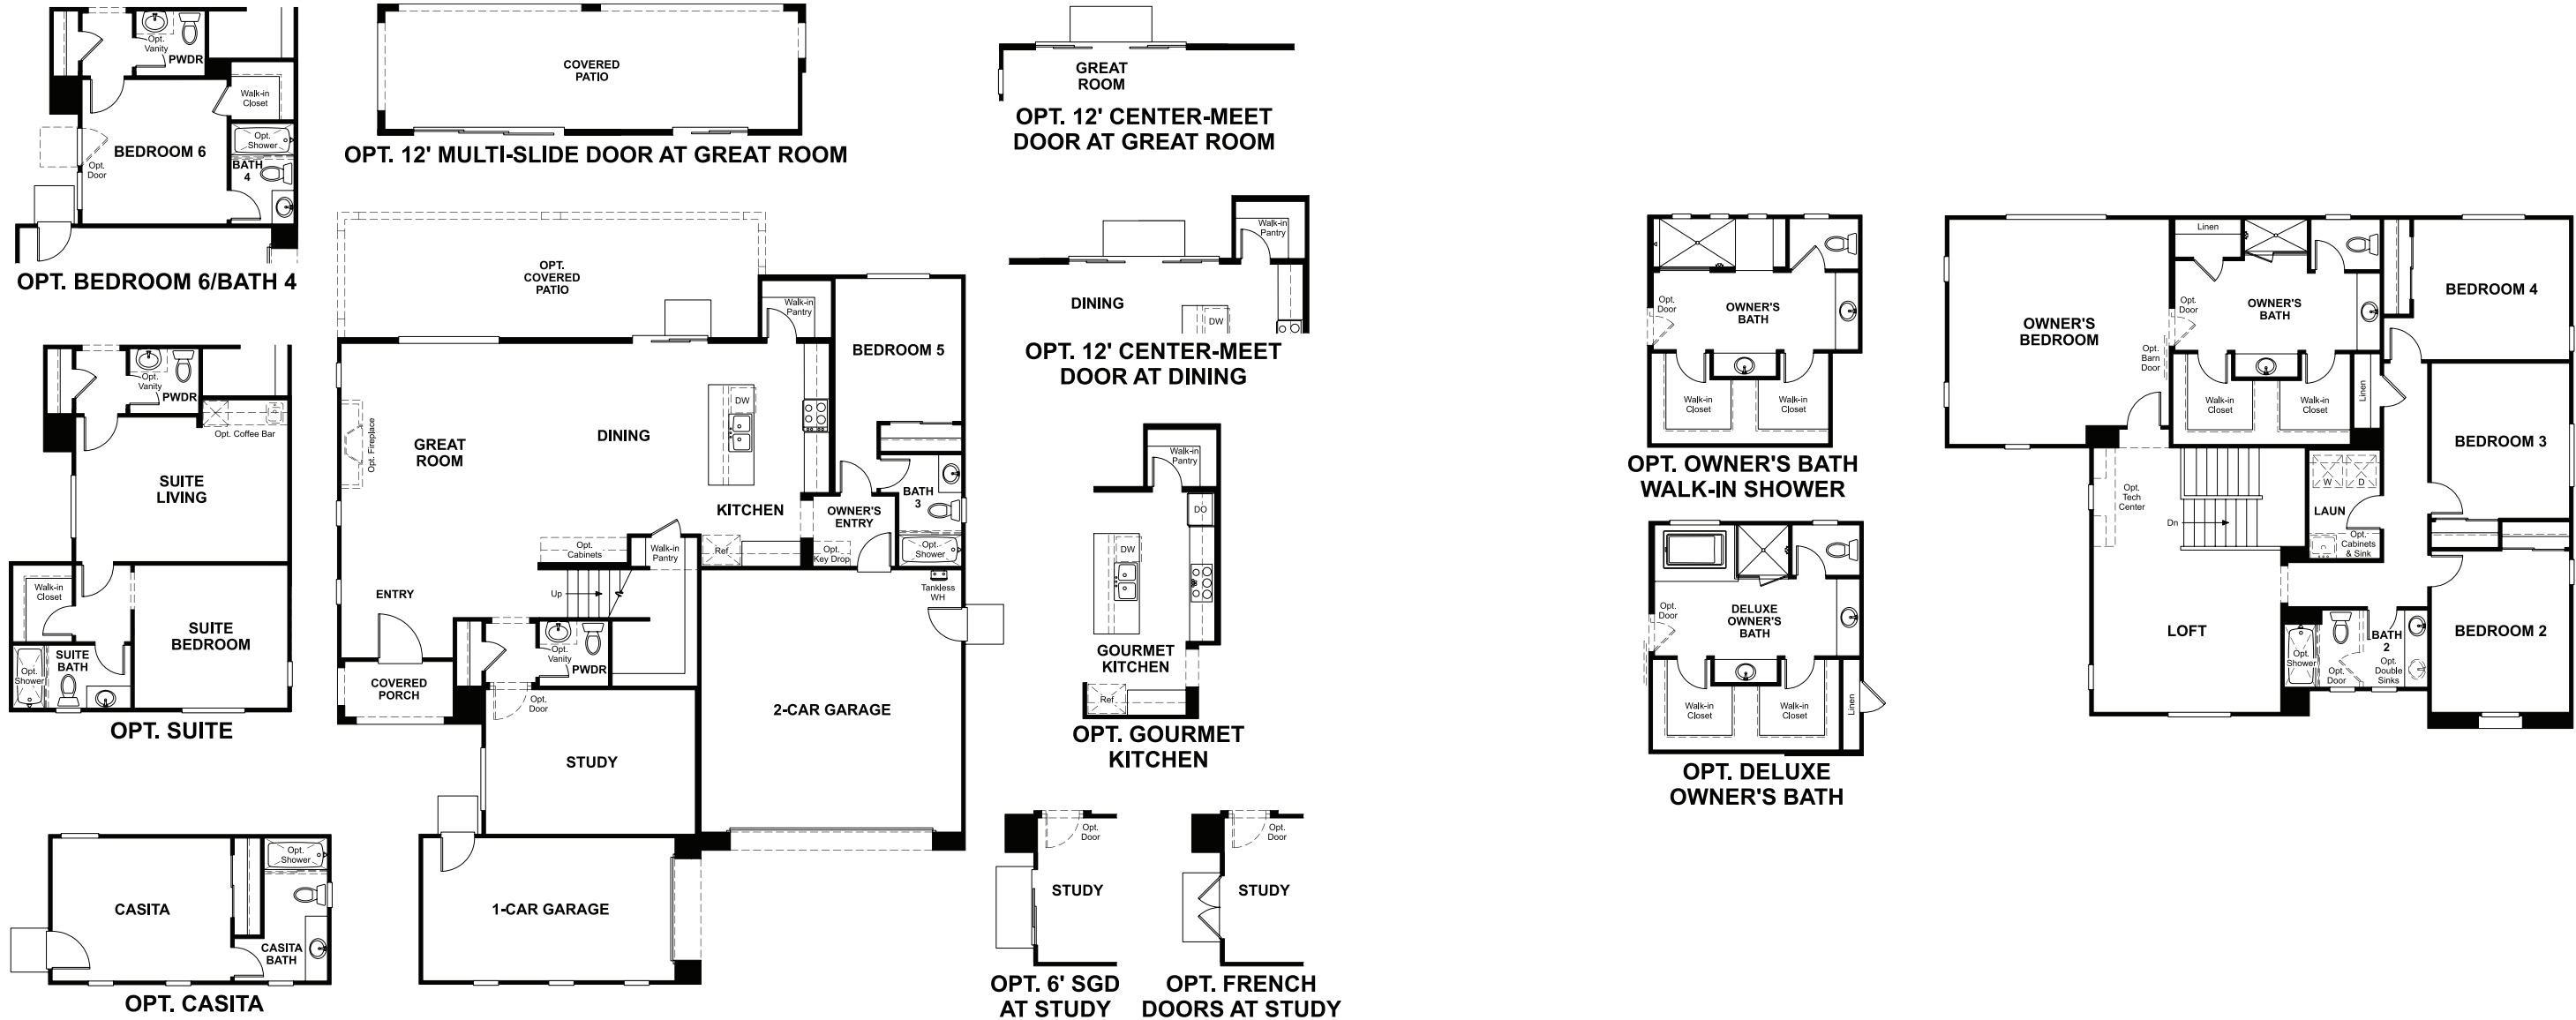 Opt.
Vanity
PWDR
Walk-in
Closet
Opt.
Shower
BEDROOM 6
BATH
4
Opt.
Door
OPT. BEDROOM 6/BATH 4
COVERED
PATIO
OPT. 12' MULTI-SLIDE DOOR AT GREAT ROOM
GREAT
ROOM
OPT. 12' CENTER-MEET
DOOR AT GREAT ROOM
Walk-in
Pantry
DINING
DW
OPT. 12' CENTER-MEET
DOOR AT DINING
Opt.
Vanity
PWDR
Opt. Coffee Bar
SUITE
LIVING
Walk-in
Closet
SUITE
BEDROOM
SUITE
BATH
Opt.
Shower
OPT. SUITE
CASITA
Opt.
Shower
CASITA
BATH
OPT. CASITA
OPT.
COVERED
PATIO
Walk-in
Pantry
BEDROOM 5
Opt. Fireplace
GREAT
ROOM
DINING
DW
KITCHEN
OWNER'S
ENTRY
BATH
3
Opt.
Shower
Opt.
Cabinets
Walk-in
Pantry
Ref
Opt.
Key Drop
Tankless
WH
ENTRY
Up
Opt.
Vanity
PWDR
COVERED
PORCH
Opt.
Door
2-CAR GARAGE
STUDY
1-CAR GARAGE
Walk-in
Pantry
DO
DW
GOURMET
KITCHEN
Ref
OPT. GOURMET
KITCHEN
Opt.
Door
STUDY
OPT. 6' SGD
AT STUDY
Opt.
Door
STUDY
OPT. FRENCH
DOORS AT STUDY
Opt.
Door
OWNER'S
BATH
Walk-in
Closet
Walk-in
Closet
OPT. OWNER'S BATH
WALK-IN SHOWER
Opt.
Door
DELUXE
OWNER'S
BATH
Walk-in
Closet
Walk-in
Closet
Linen
OPT. DELUXE
OWNER'S BATH
Linen
OWNER'S
BEDROOM
Opt.
Door
OWNER'S
BATH
Opt.
Barn
Door
BEDROOM 4
Walk-in
Closet
Walk-in
Closet
Linen
BEDROOM 3
Opt.
Tech
Center
Dn
W
D
LAUN
Opt.
Cabinets
& Sink
LOFT
Opt.
Shower
Opt.
Door
BATH
2
Opt.
Double
Sinks
BEDROOM 2